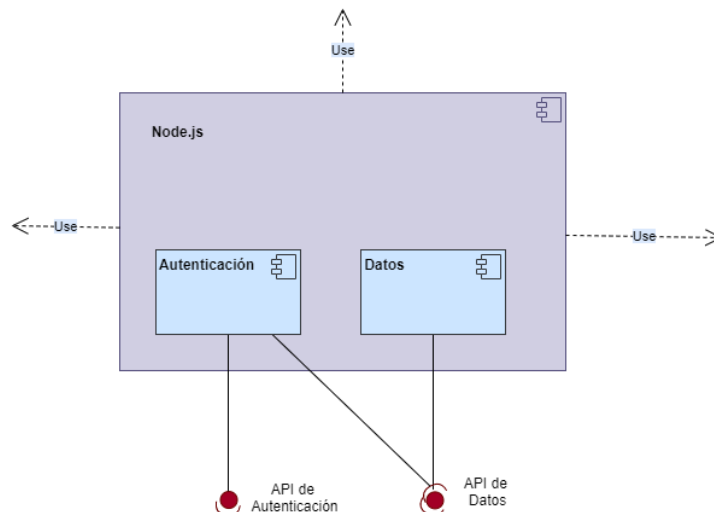 Use
Node.js
Use
Use
Autenticación
Datos
API de
Autenticación
API de
Datos